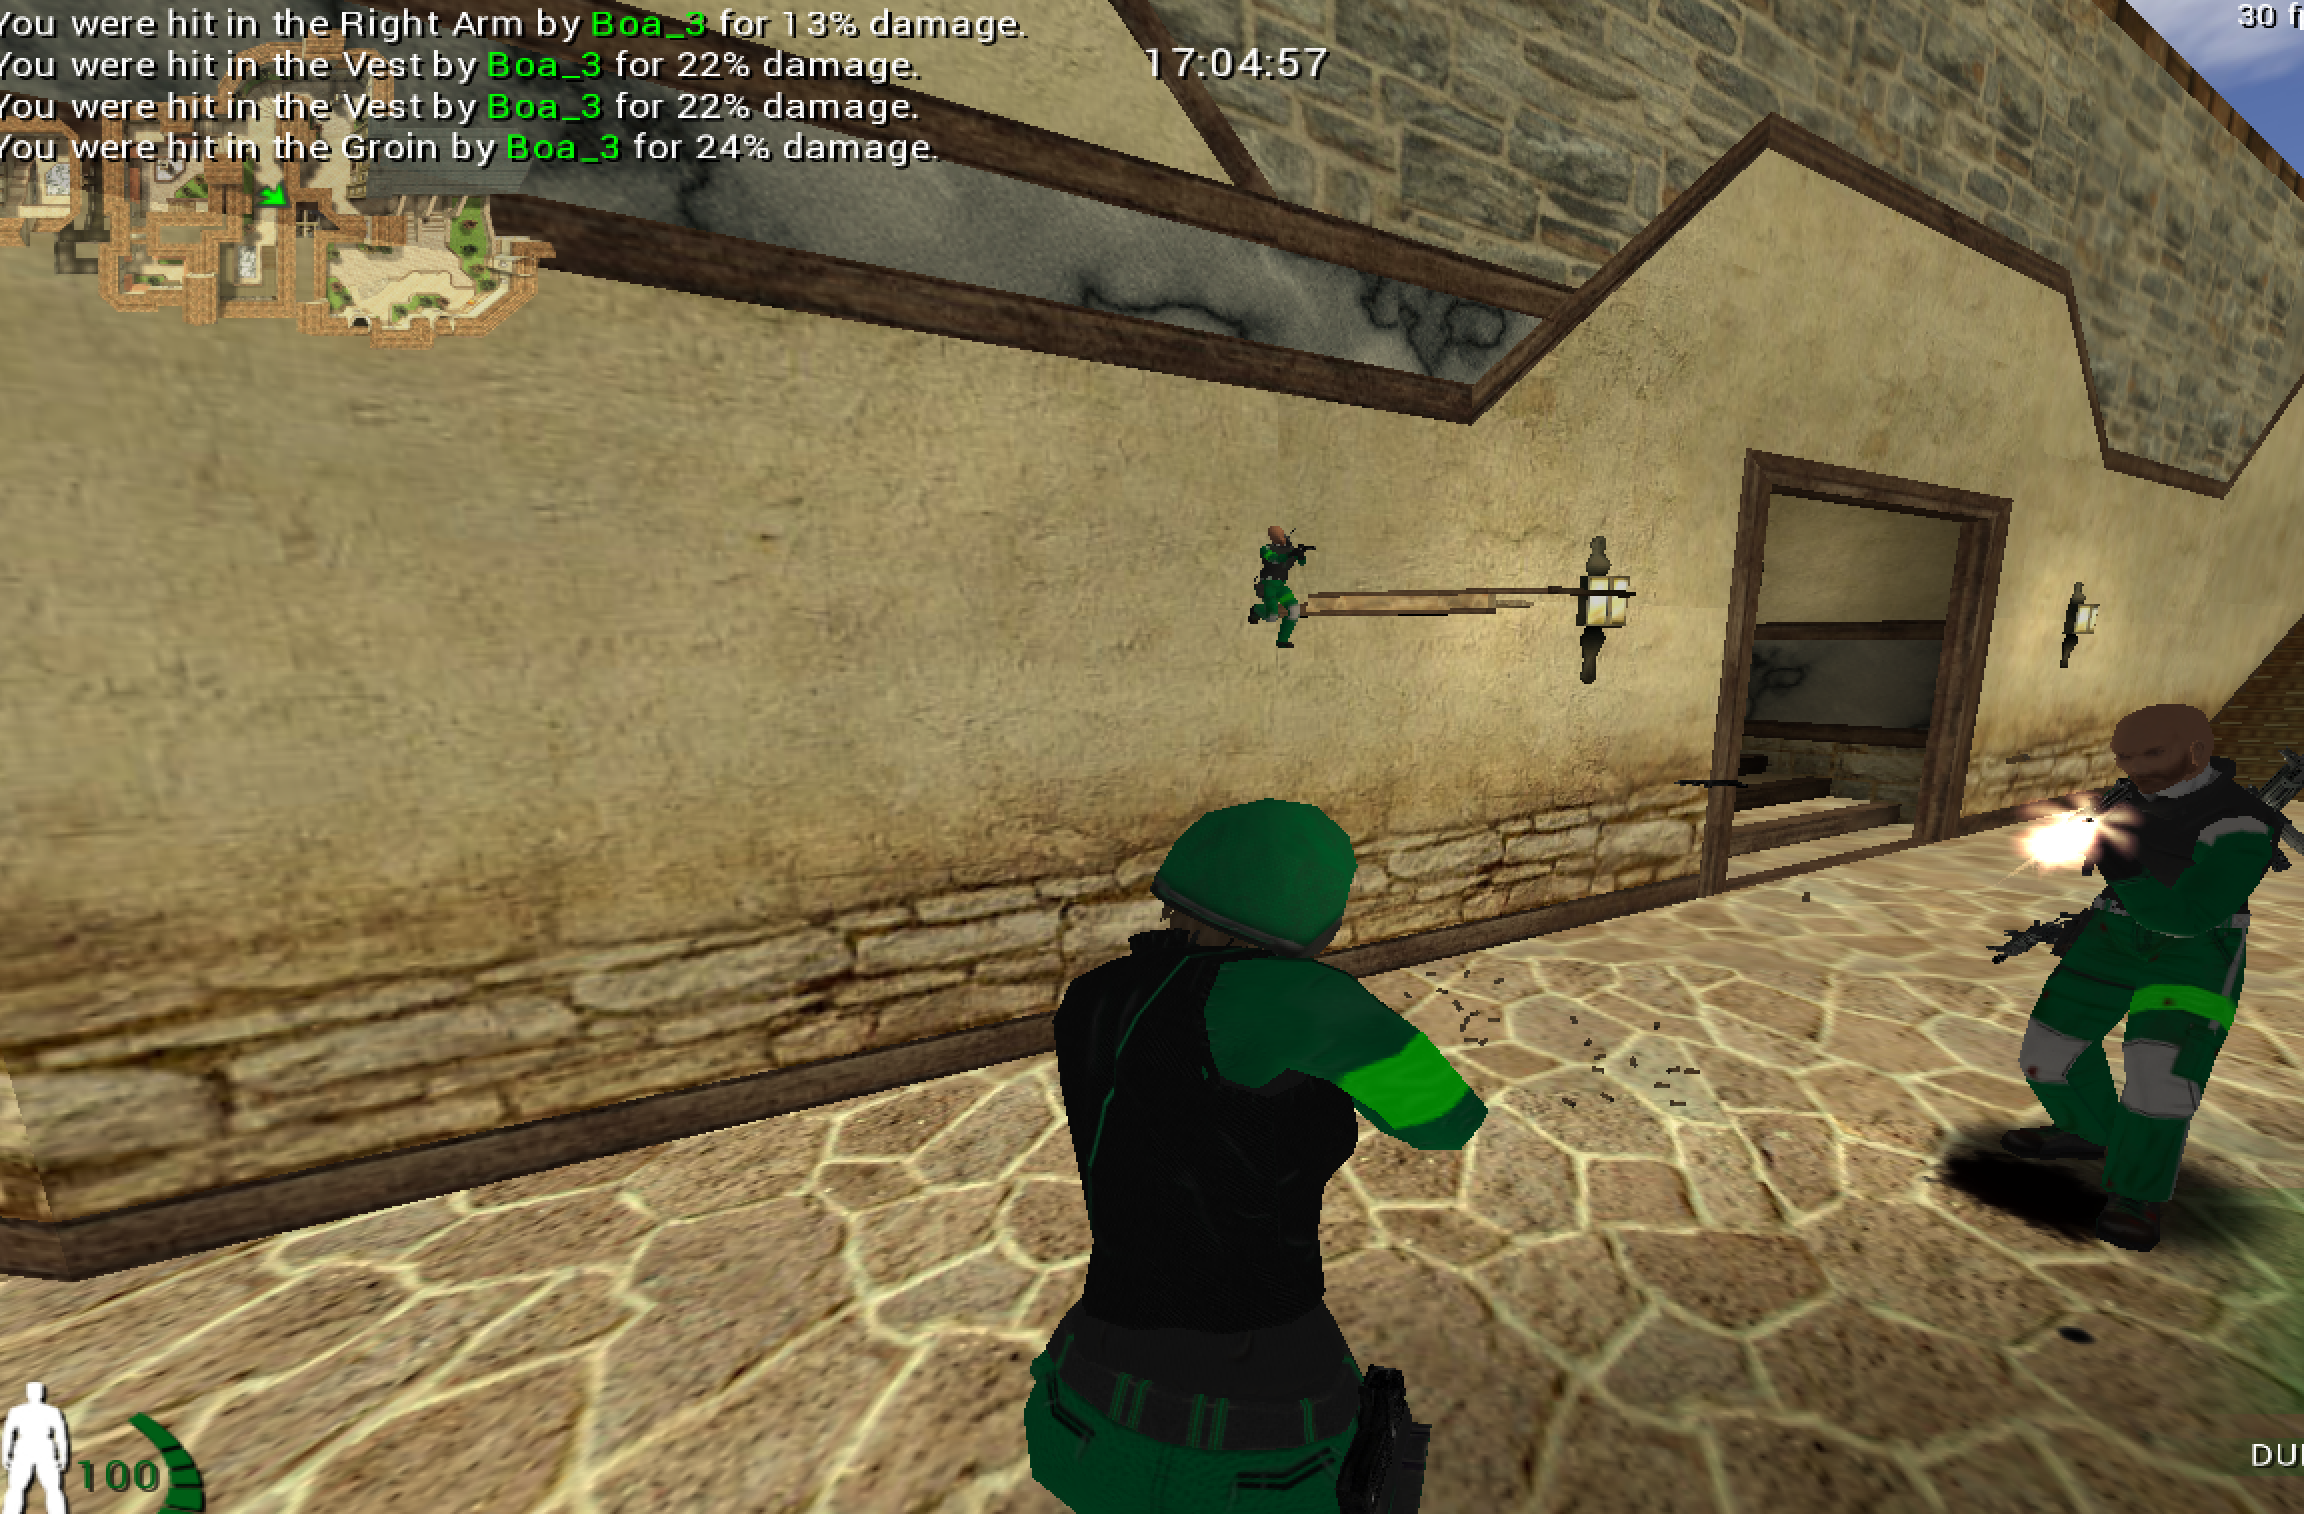 You were hit in the Right Arm by Boa_3 for 13% damage.
You were hit in the Vest by Boa_3 for 22% damage.
You were hit in the Vest by Boa_3 for 22% damage.
You were hit in the Groin by Boa_3 for 24% damage.
17:04:57
30 f
100
DU